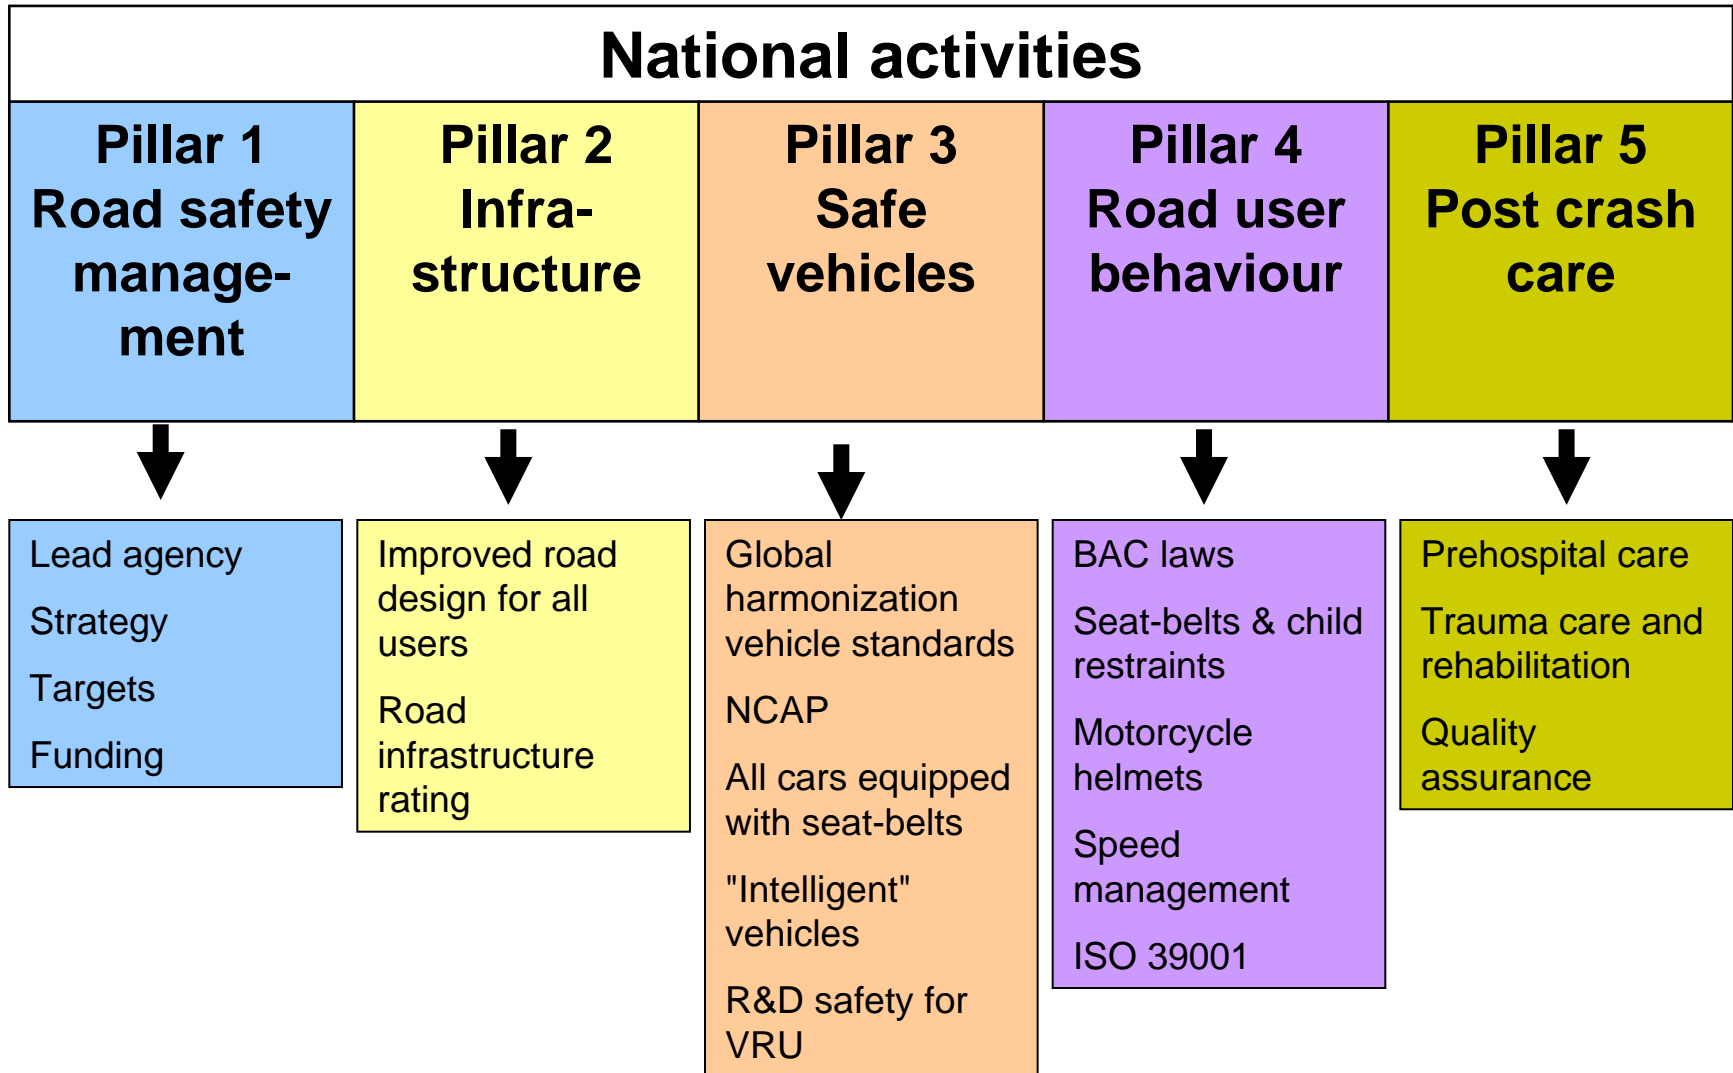 National activities
Pillar 1
Road safety
manage-
ment
Pillar 2
Infra-
structure
Pillar 3
Safe
vehicles
Pillar 4
Road user
behaviour
Pillar 5
Post crash
care
Lead agency
Strategy
Targets
Funding
Improved road
design for all
users
Road
infrastructure
rating
Global
harmonization
vehicle standards
NCAP
All cars equipped
with seat-belts
"Intelligent"
vehicles
R&D safety for
VRU
BAC laws
Seat-belts & child
restraints
Motorcycle
helmets
Speed
management
ISO 39001
Prehospital care
Trauma care and
rehabilitation
Quality
assurance